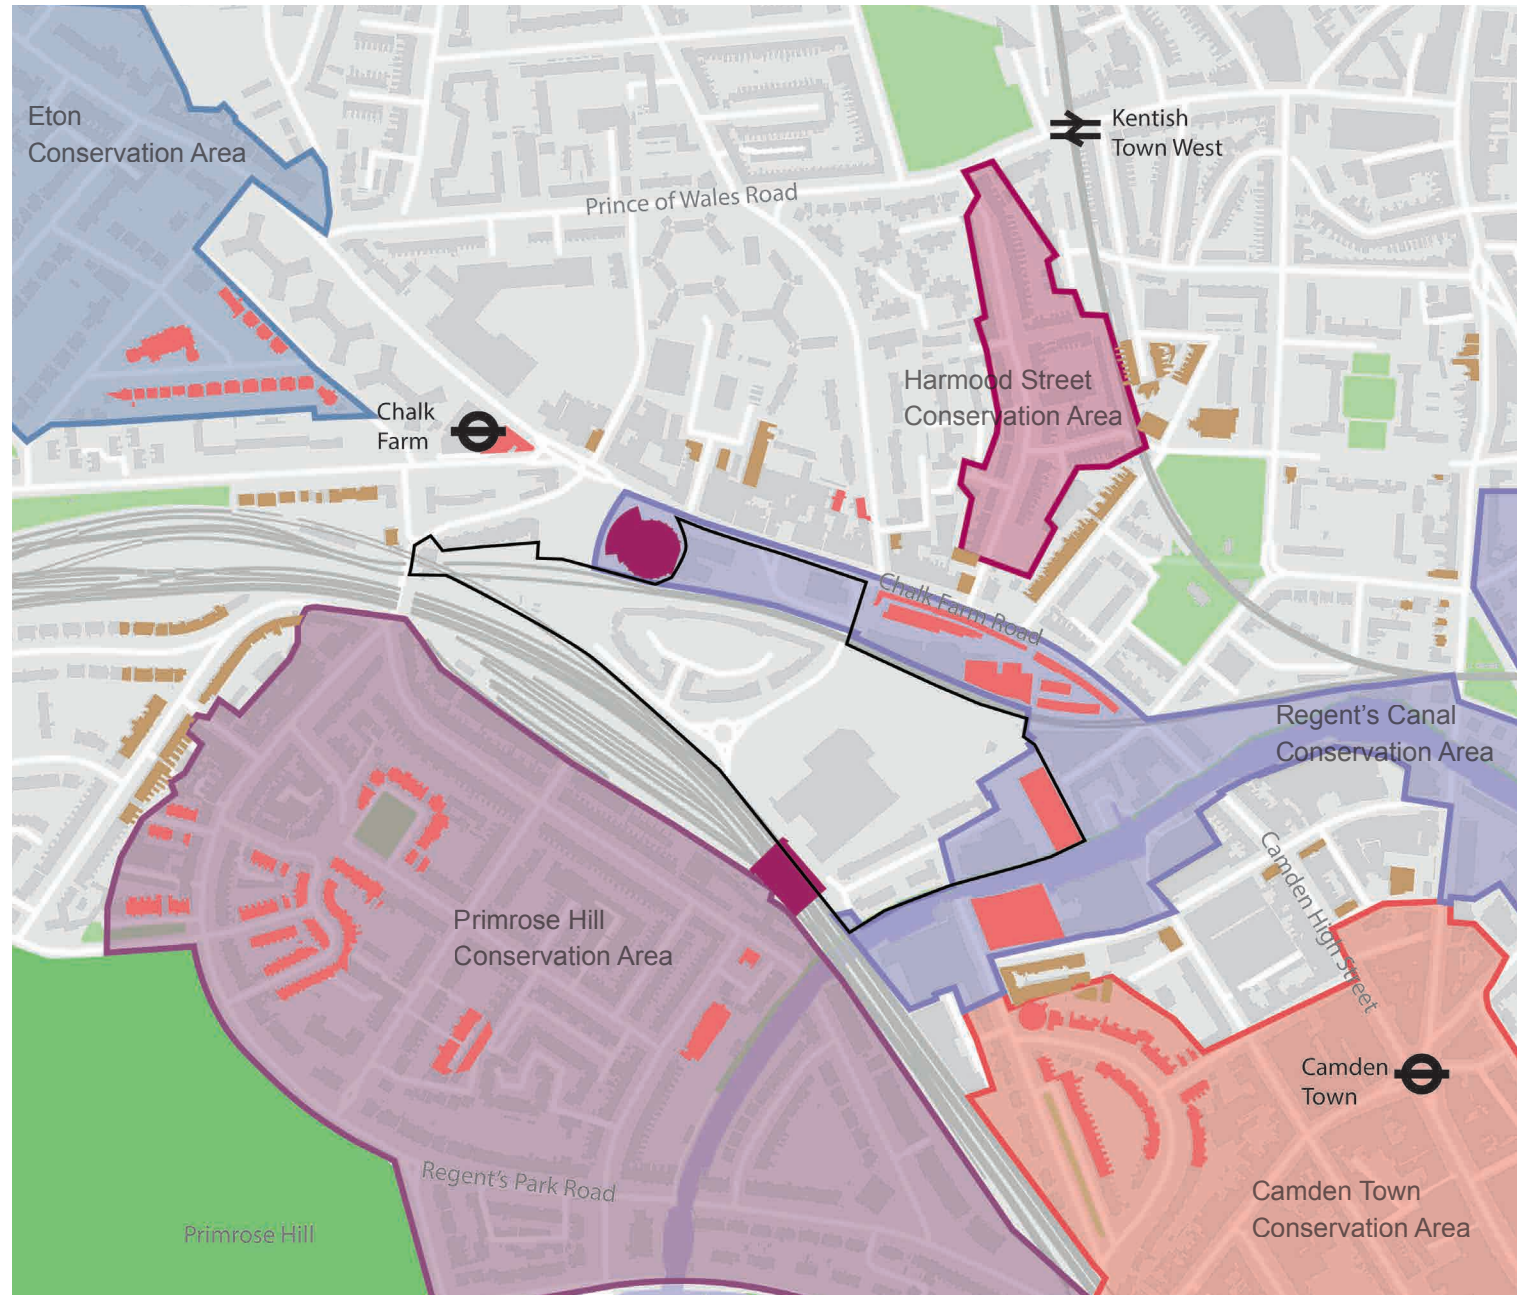 Eton
Conservation Area
Kentish
Town West
Prince of Wales Road
Harmood Street
Conservation Area
Chalk
Farm
Chalk Farm Road
Regent's Canal
Conservation Area
Camden High Street
Primrose Hill
Conservation Area
Camden
Town
Regent's Park Road
Camden Town
Conservation Area
Primrose Hill